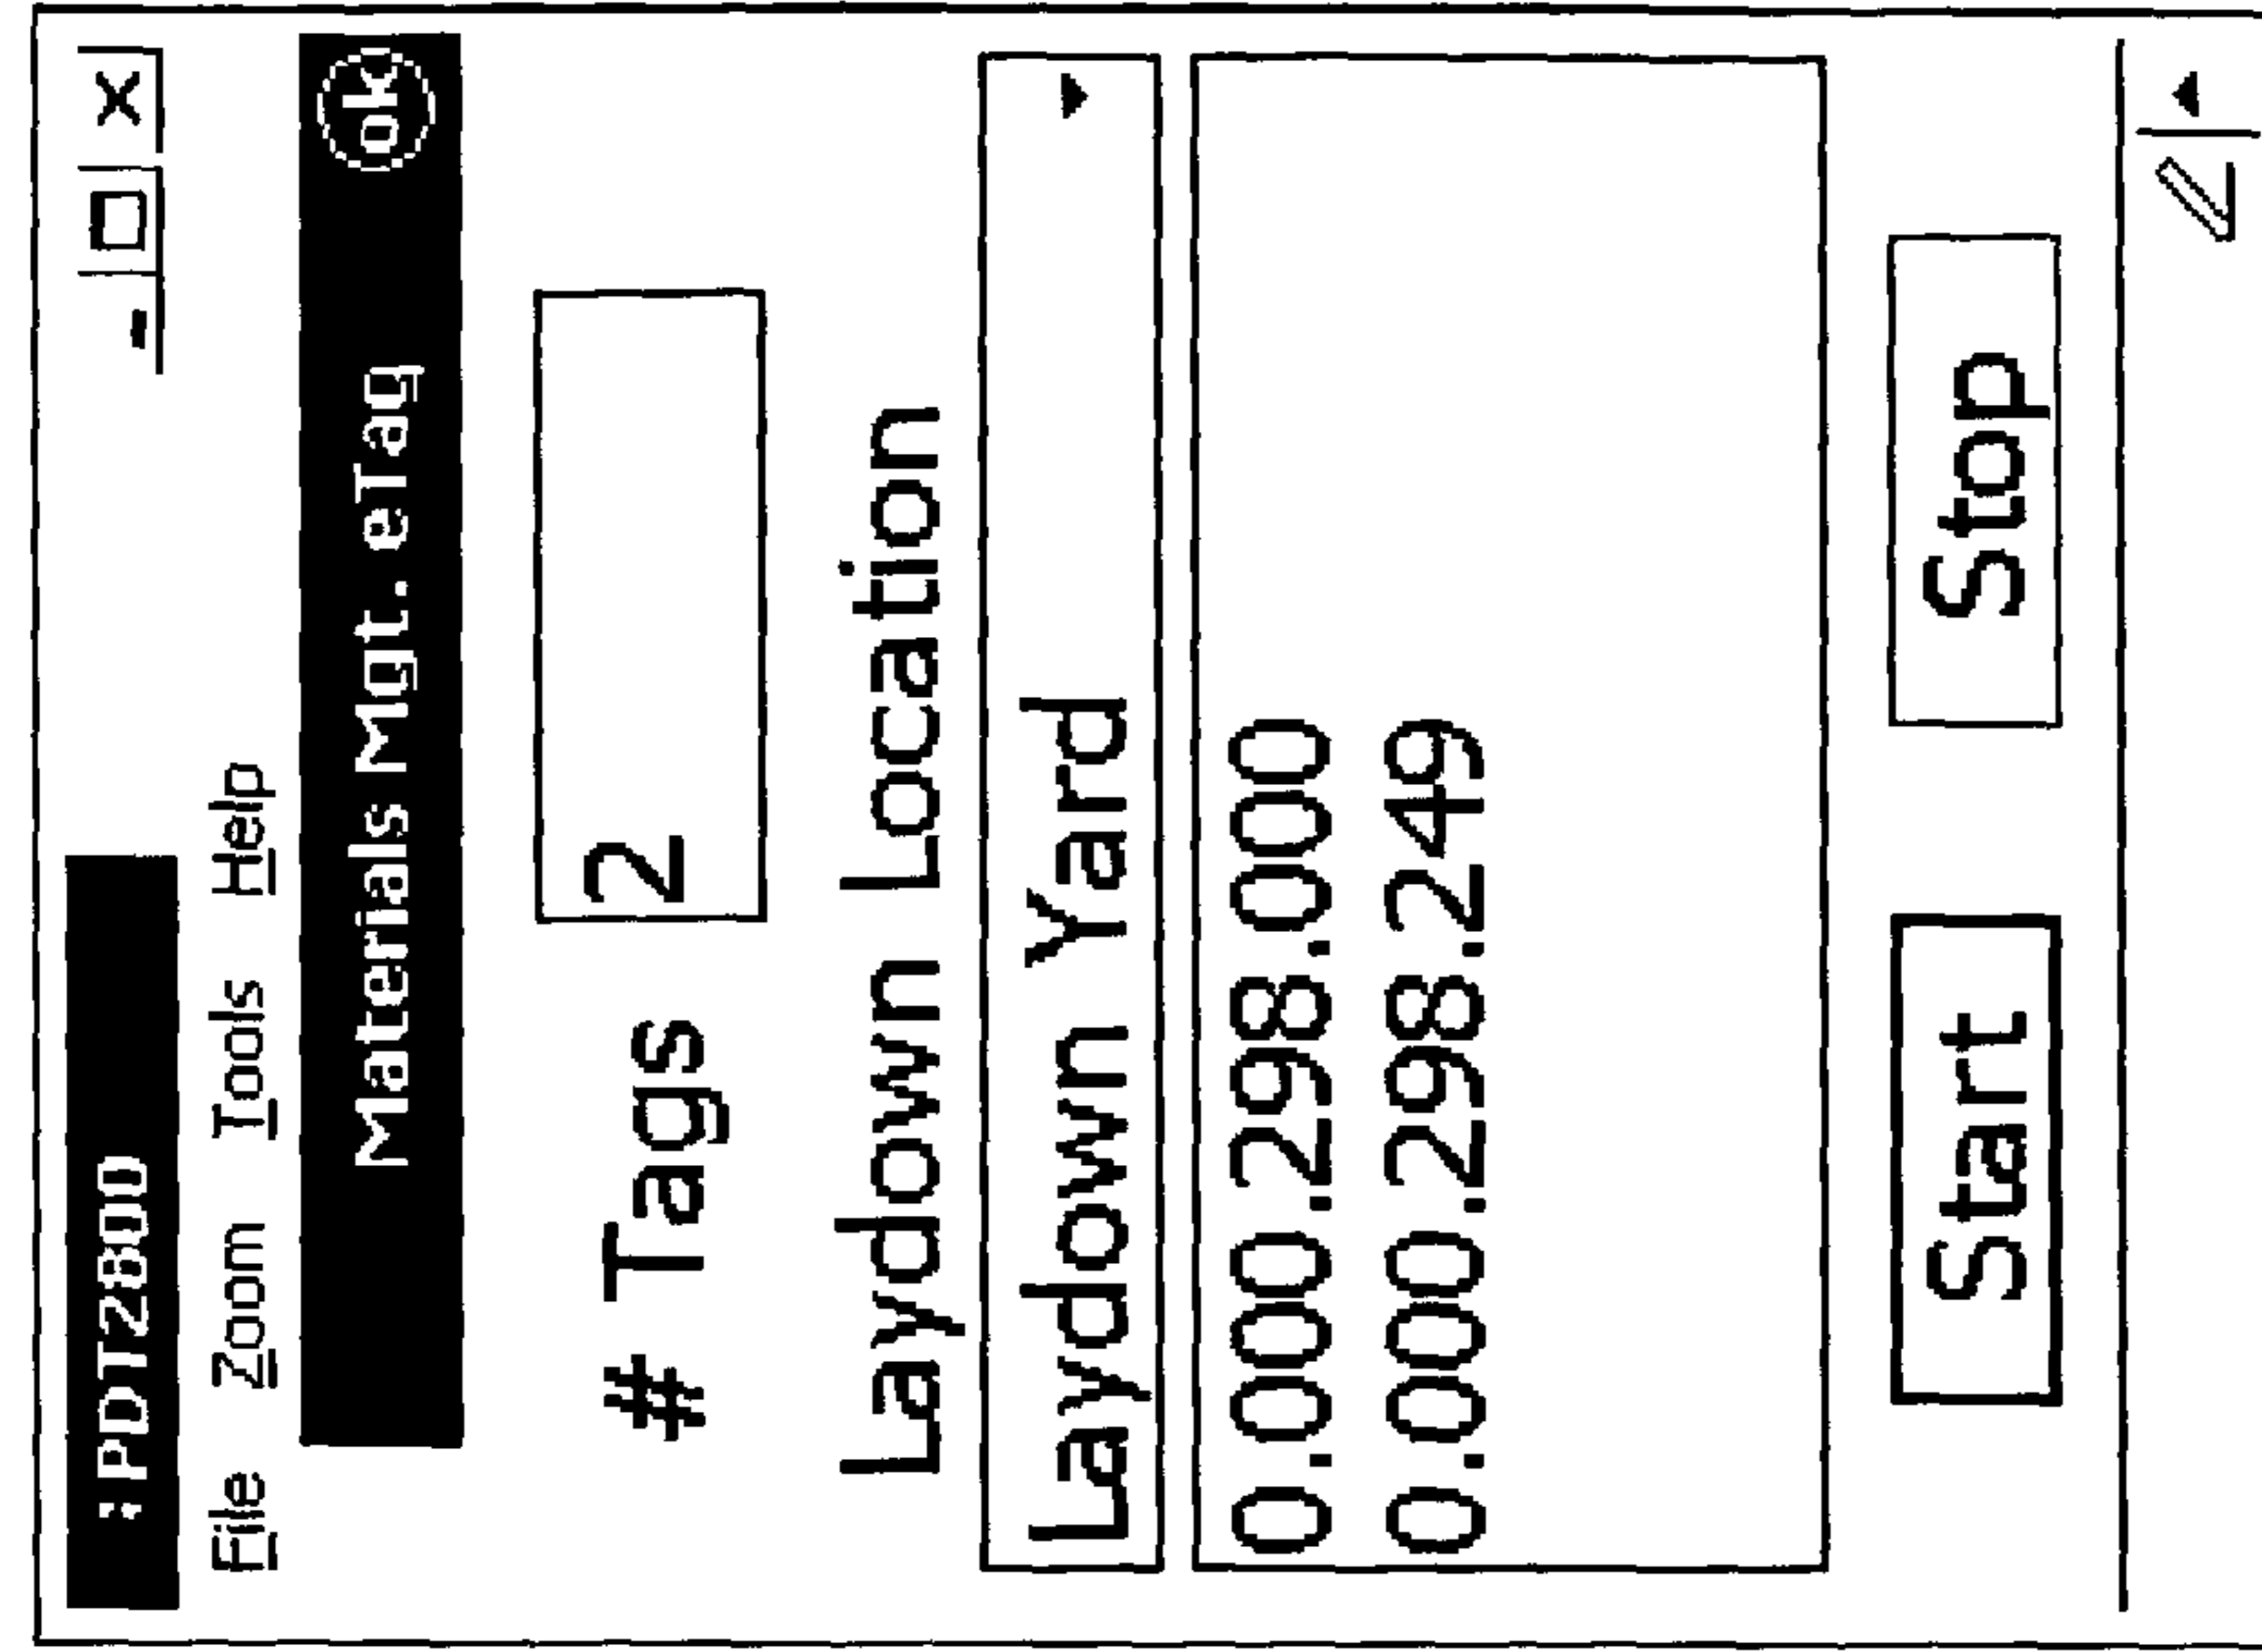 :PDT2800
File Zoom Tools Help
Materials Mgt. eTag ok
# Tags 2
Laydown Location
Laydown Yard
0.000.298.000
0.000.298.249
Start Stop